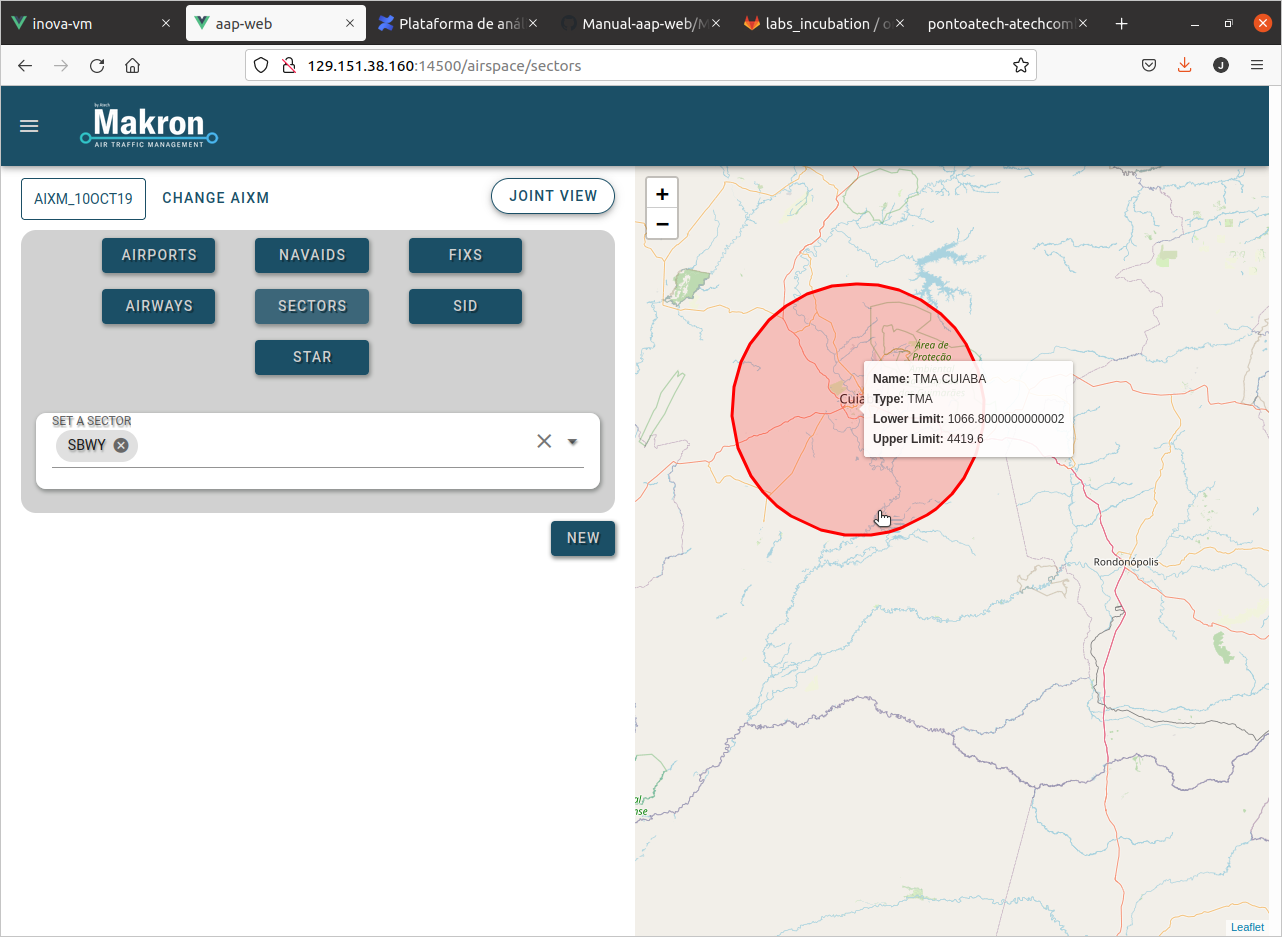 inova-vm
aap-web
Plataforma de aná
Manual-aap-web/M
labs_incubation / o
pontoatech-atechcom
129.151.38.160:14500/airspace/sectors
J
by Atech
Makron
AIR TRAFFIC MANAGEMENT
AIXM_10OCT19
CHANGE AIXM
JOINT VIEW
AIRPORTS
NAVAIDS
FIXS
AIRWAYS
SECTORS
SID
STAR
SET A SECTOR
SBWY
NEW
+
−
Área de
Proteção
Cuia
Name: TMA CUIABA
Type: TMA
Lower Limit: 1066.8000000000002
Upper Limit: 4419.6
Rondonópolis
al
nse
Leaflet